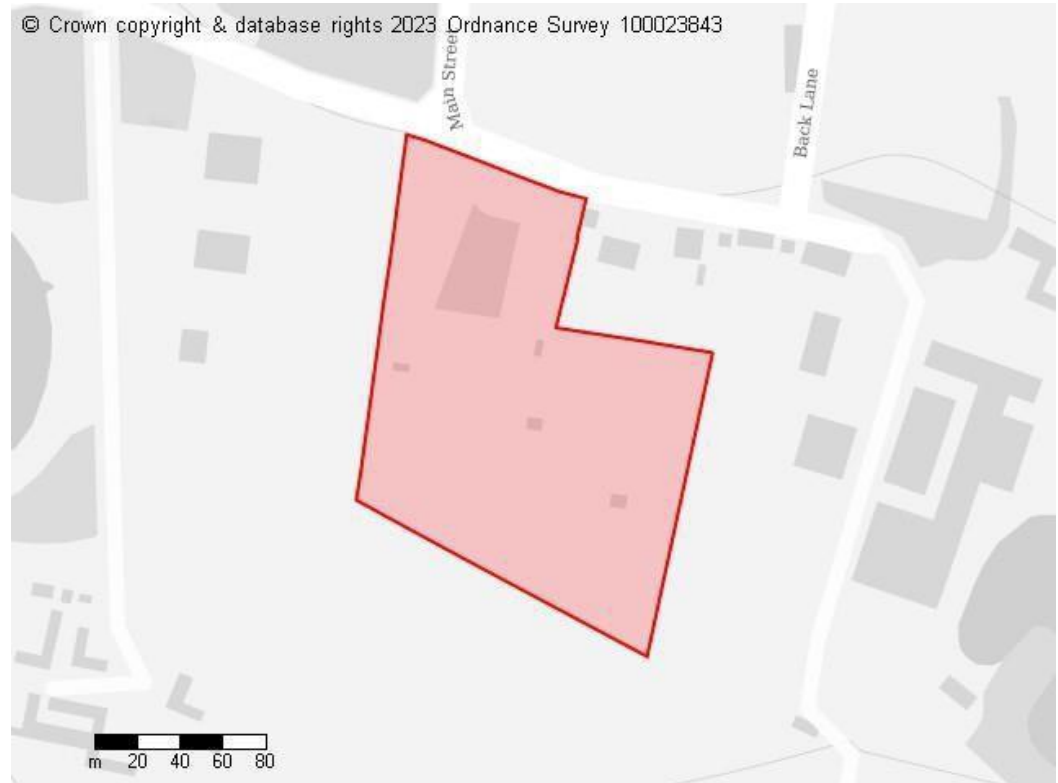 © Crown copyright & database rights 2023 Ordnance Survey 100023843
Main Street
Back Lane
m 20 40 60 80